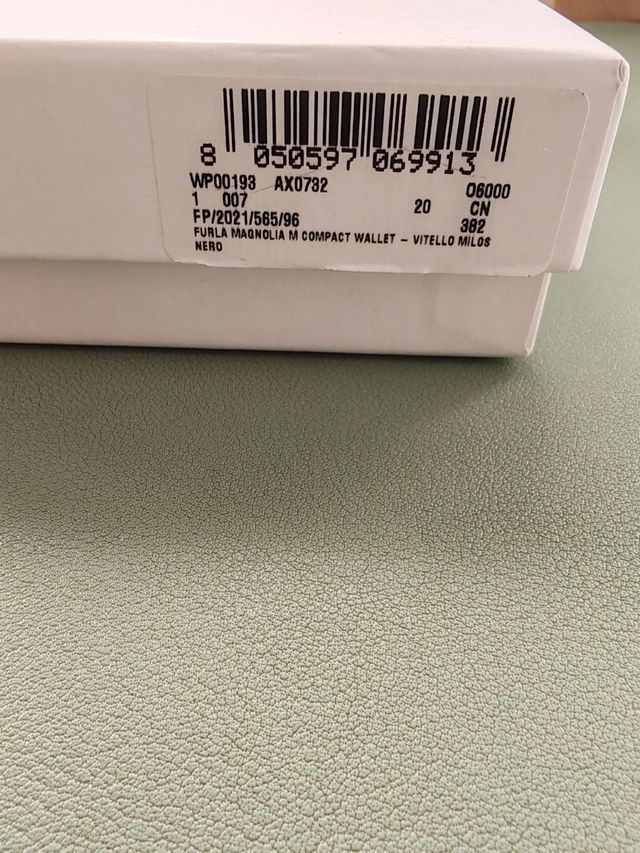 8 050597 069913
WP00193 AX0732 O6000
1 007 20 CN
FP/2021/565/96 382
FURLA MAGNOLIA M COMPACT WALLET – VITELLO MILOS
NERO